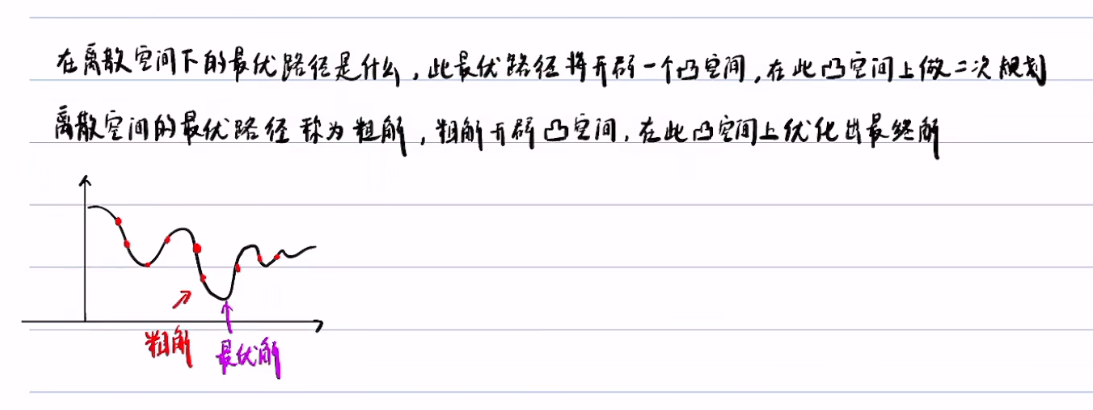 在离散空间下的最优路径是什么，此最优路径将开辟一个凸空间，在此凸空间上做二次规划
离散空间的最优路径称为粗解，粗解开辟凸空间，在此凸空间上优化出最终解
粗解
最优解